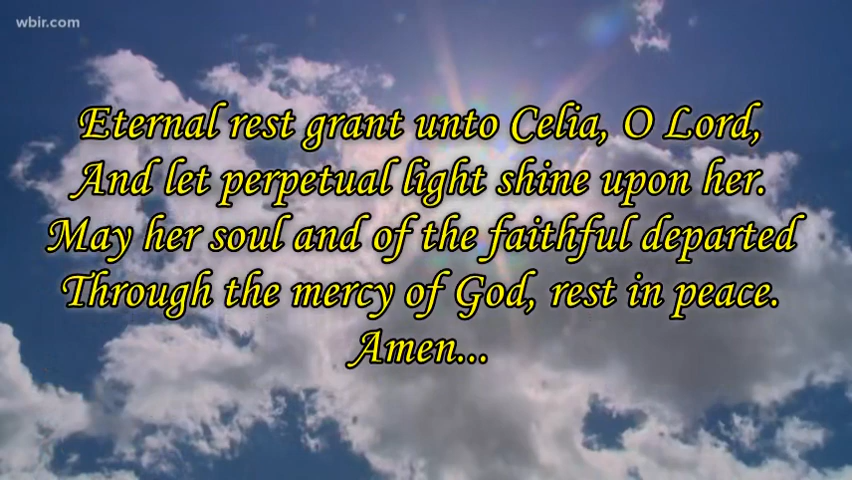 wbir.com
Eternal rest grant unto Celia, O Lord,
And let perpetual light shine upon her.
May her soul and of the faithful departed
Through the mercy of God, rest in peace.
Amen...